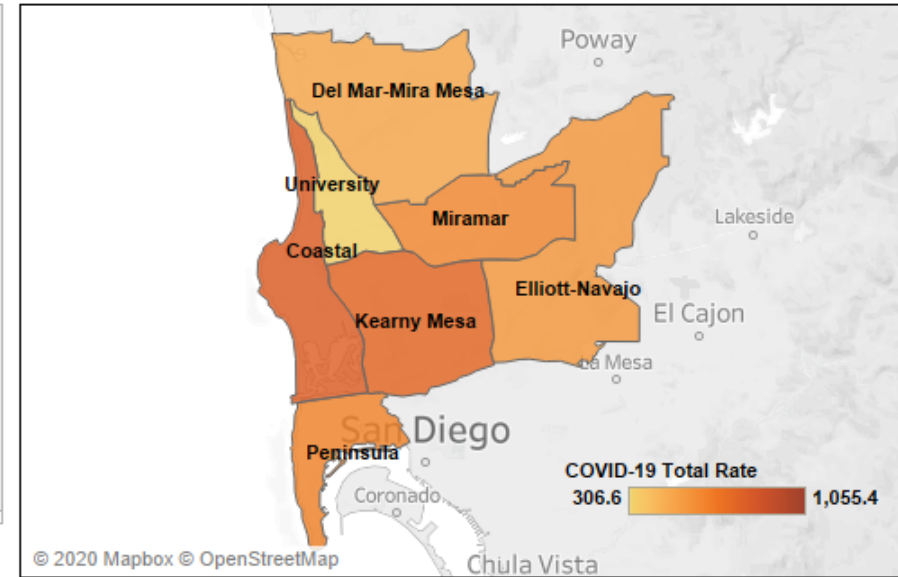 Poway
Del Mar-Mira Mesa
University
Miramar
Lakeside
Coastal
Elliott-Navajo
Kearny Mesa
El Cajon
La Mesa
San Diego
Peninsula
COVID-19 Total Rate
306.6 1,055.4
Coronado
© 2020 Mapbox © OpenStreetMap
Chula Vista